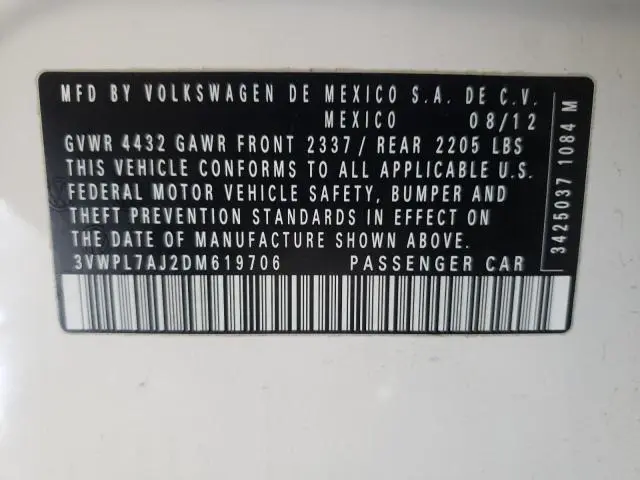 MFD BY VOLKSWAGEN DE MEXICO S.A. DE C.V.
MEXICO 08/12
GVWR 4432 GAWR FRONT 2337/ REAR 2205 LBS
THIS VEHICLE CONFORMS TO ALL APPLICABLE U.S.
FEDERAL MOTOR VEHICLE SAFETY, BUMPER AND
THEFT PREVENTION STANDARDS IN EFFECT ON
THE DATE OF MANUFACTURE SHOWN ABOVE.
3VWPL7AJ2DM619706 PASSENGER CAR
3425037 1084 M